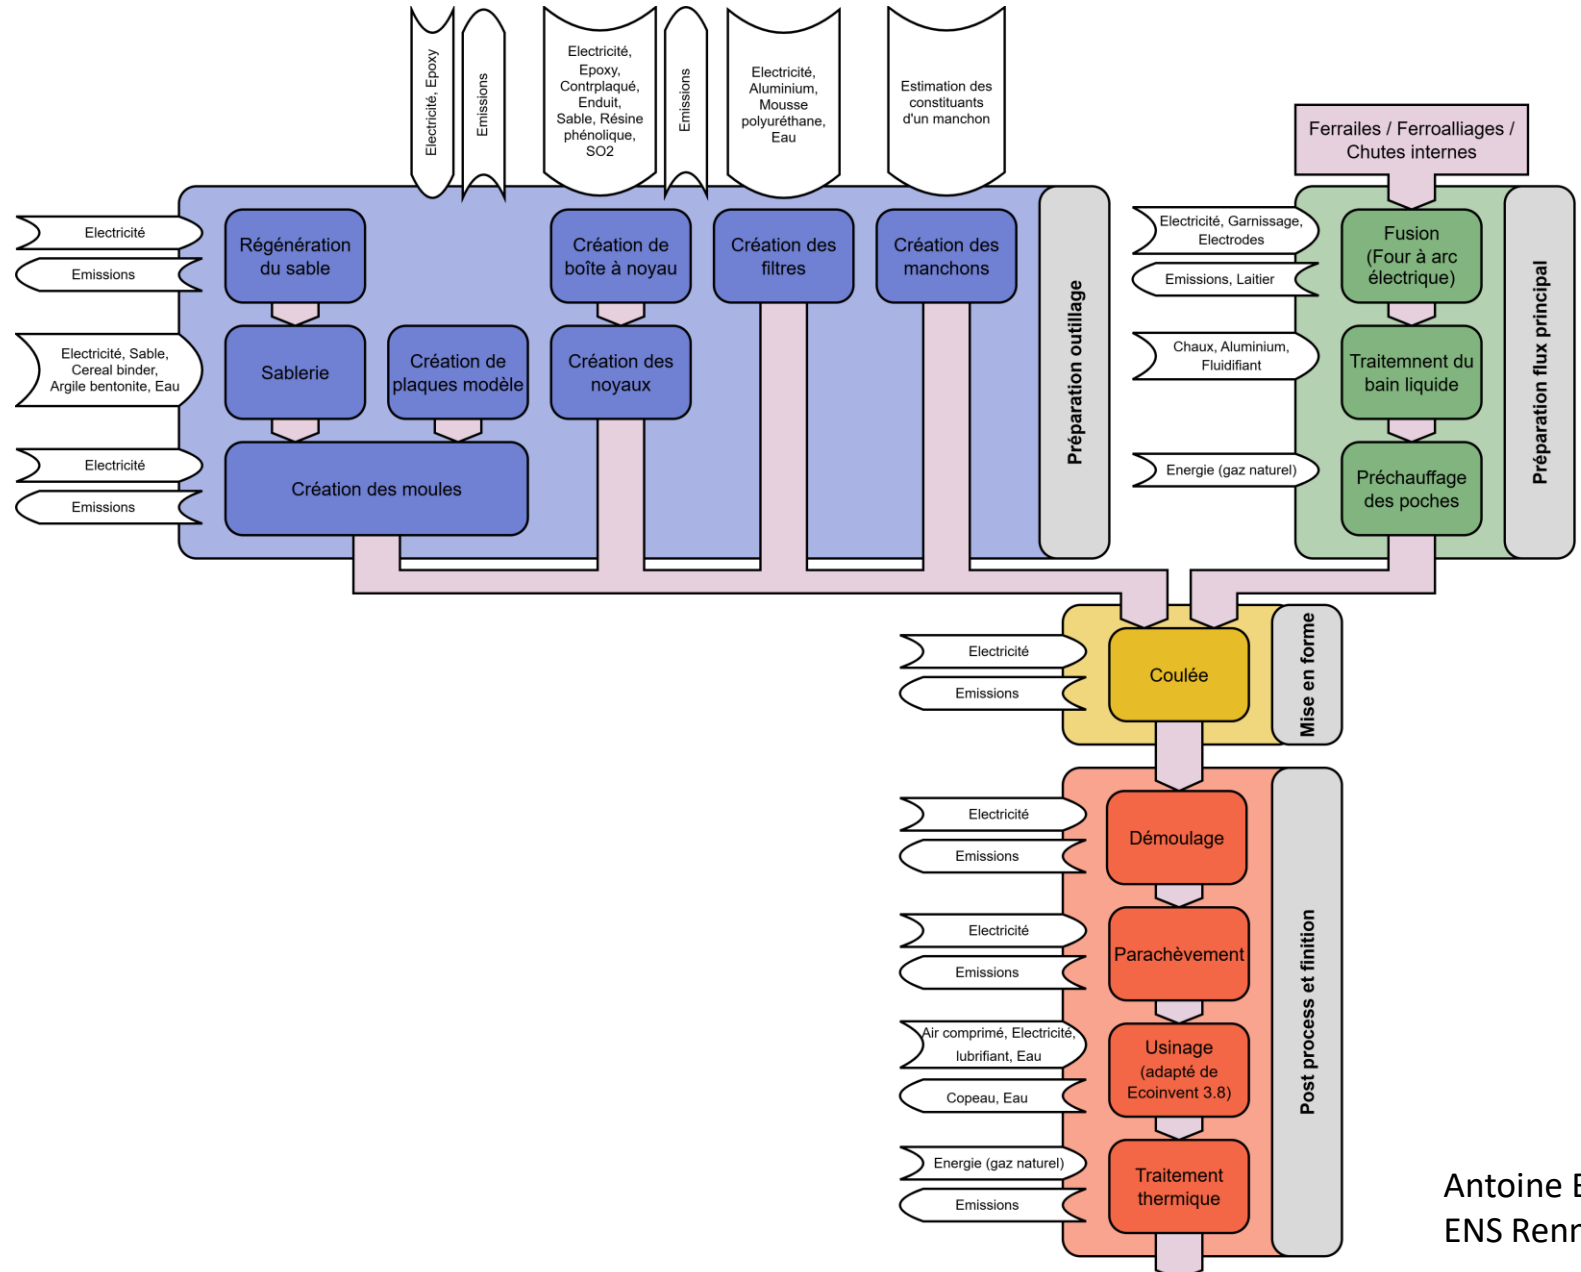 Electricité, Epoxy
Emissions
Electricité,
Epoxy,
Contrplaqué,
Enduit,
Sable, Résine
phénolique,
SO2
Emissions
Electricité,
Aluminium,
Mousse
polyuréthane,
Eau
Estimation des
constituants
d'un manchon
Ferrailes / Ferroalliages /
Chutes internes
Electricité
Emissions
Régénération
du sable
Création de
boîte à noyau
Création des
filtres
Création des
manchons
Electricité, Sable,
Cereal binder,
Argile bentonite, Eau
Sablerie
Création de
plaques modèle
Création des
noyaux
Electricité
Emissions
Création des moules
Préparation outillage
Electricité, Garnissage,
Electrodes
Emissions, Laitier
Fusion
(Four à arc
électrique)
Chaux, Aluminium,
Fluidifiant
Traitemnent du
bain liquide
Energie (gaz naturel)
Préchauffage
des poches
Préparation flux principal
Electricité
Emissions
Coulée
Mise en forme
Electricité
Emissions
Démoulage
Electricité
Emissions
Parachèvement
Air comprimé, Electricité,
lubrifiant, Eau
Copeau, Eau
Usinage
(adapté de
Ecoinvent 3.8)
Energie (gaz naturel)
Emissions
Traitement
thermique
Post process et finition
Antoine
ENS